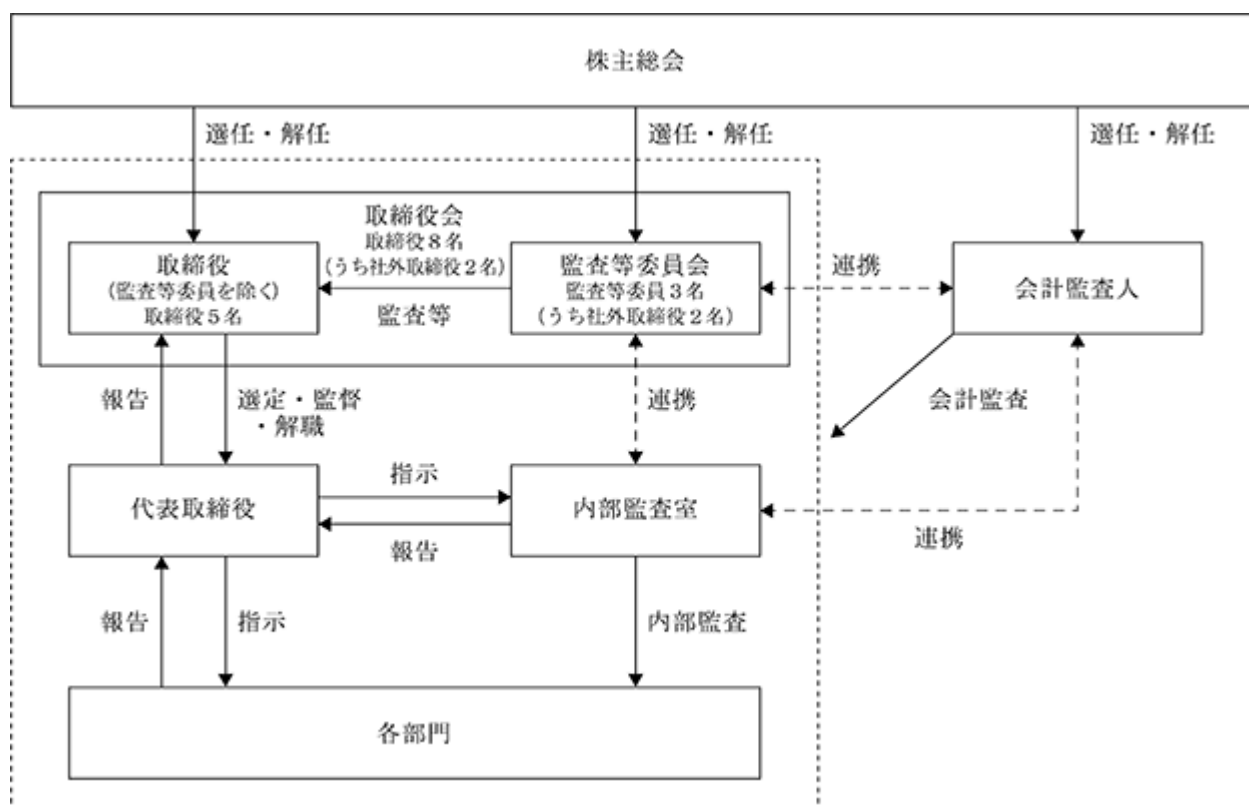 株主総会
選任・解任
選任・解任
選任・解任
取締役会
取締役8名
(うち社外取締役2名)
取締役
(監査等委員を除く)
取締役5名
監査等
監査等委員会
監査等委員3名
(うち社外取締役2名)
連携
会計監査人
報告
選定・監督
・解職
連携
会計監査
代表取締役
指示
報告
内部監査室
連携
報告
指示
内部監査
各部門